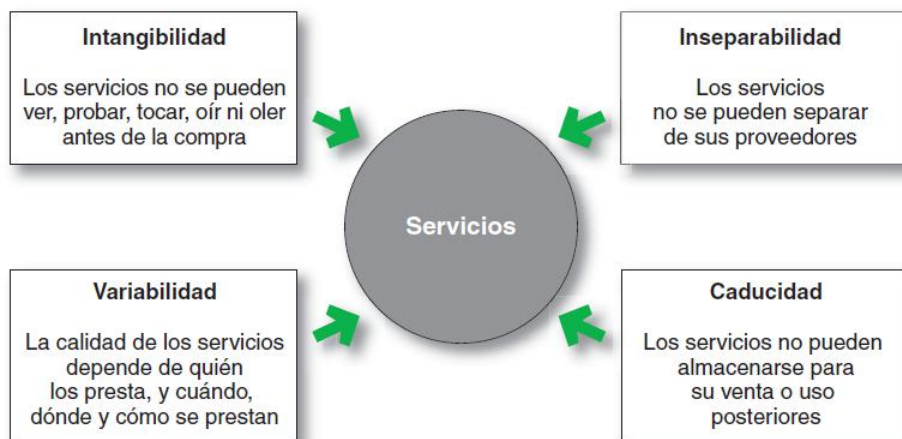 Intangibilidad
Los servicios no se pueden
ver, probar, tocar, oír ni oler
antes de la compra
Inseparabilidad
Los servicios
no se pueden separar
de sus proveedores
Servicios
Variabilidad
La calidad de los servicios
depende de quién
los presta, y cuándo,
dónde y cómo se prestan
Caducidad
Los servicios no pueden
almacenarse para
su venta o uso
posteriores